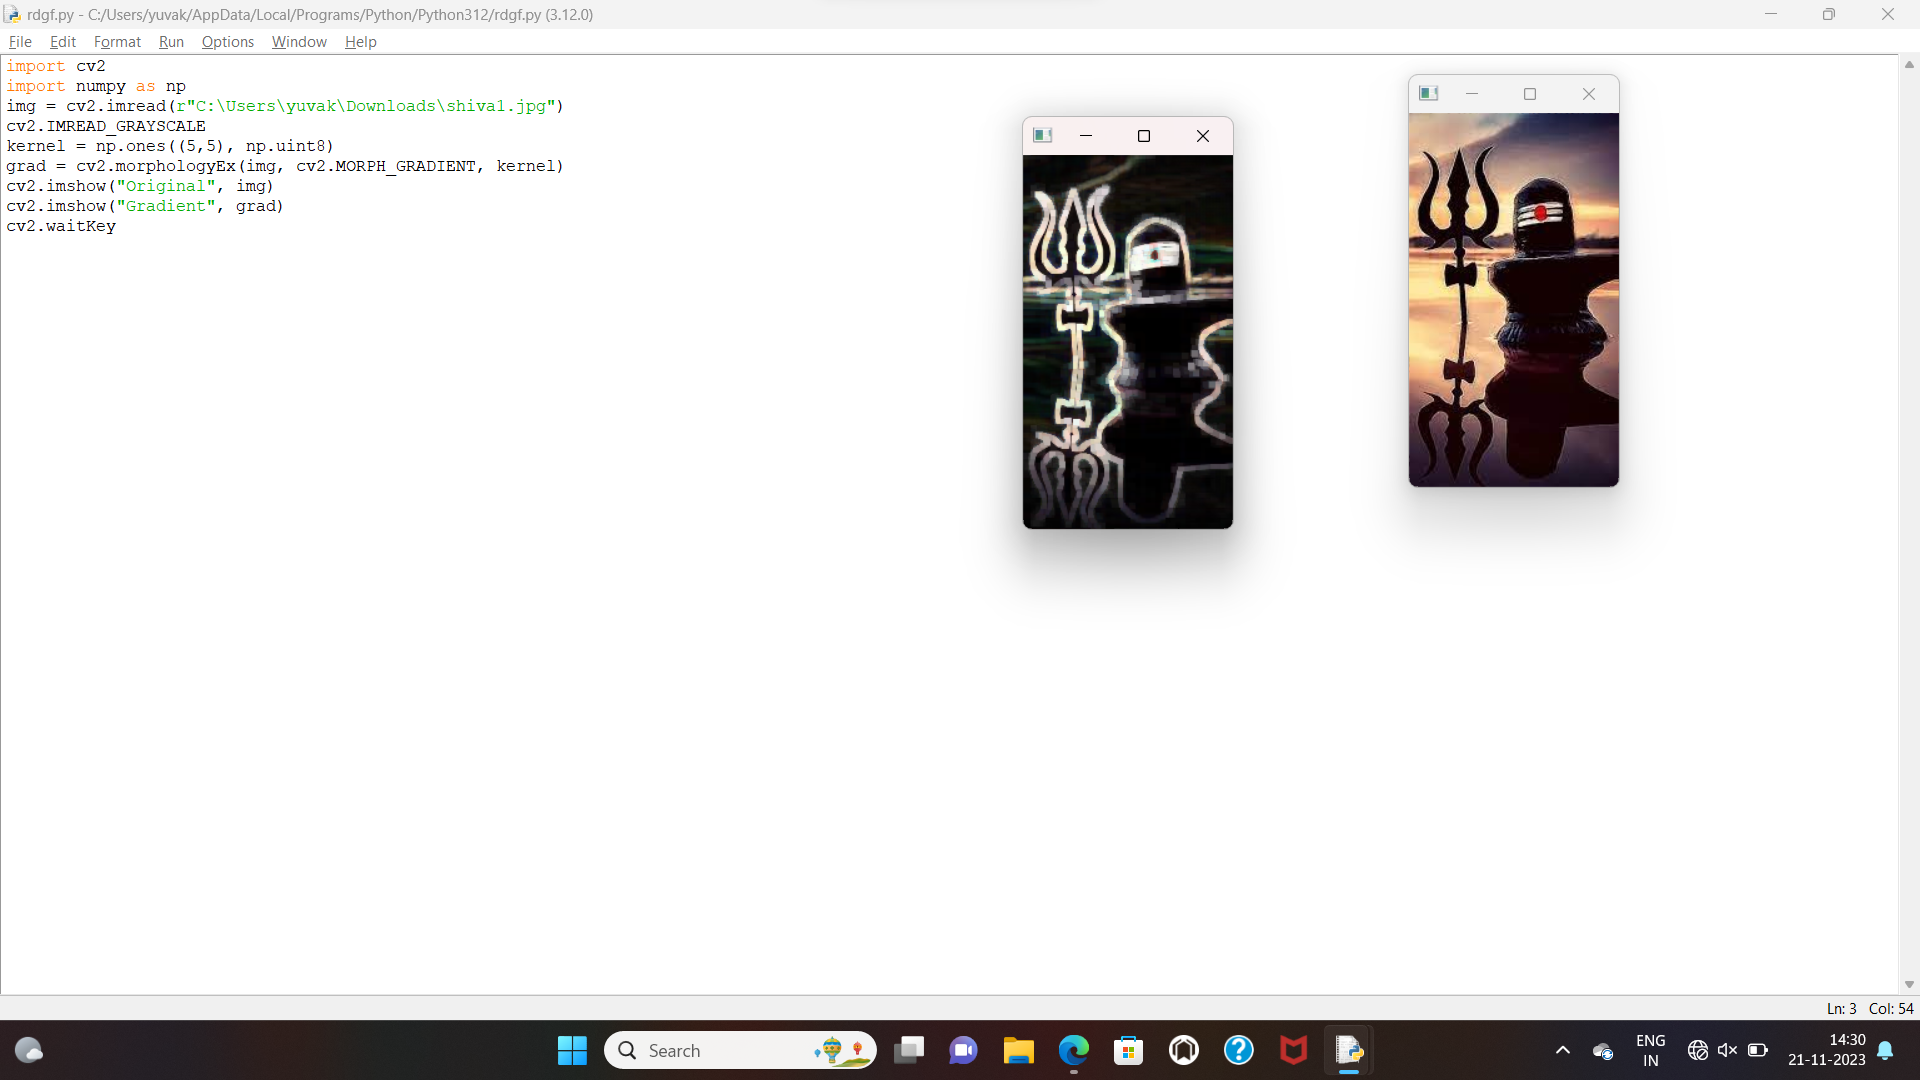 rdgf.py - C:/Users/yuvak/AppData/Local/Programs/Python/Python312/rdgf.py (3.12.0)
File Edit Format Run Options Window Help
import cv2
import numpy as np
img = cv2.imread(r"C:\Users\yuvak\Downloads\shiva1.jpg")
cv2.IMREAD_GRAYSCALE
kernel = np.ones((5,5), np.uint8)
grad = cv2.morphologyEx(img, cv2.MORPH_GRADIENT, kernel)
cv2.imshow("Original", img)
cv2.imshow("Gradient", grad)
cv2.waitKey
Ln: 3 Col: 54
Search
ENG
IN
14:30
21-11-2023